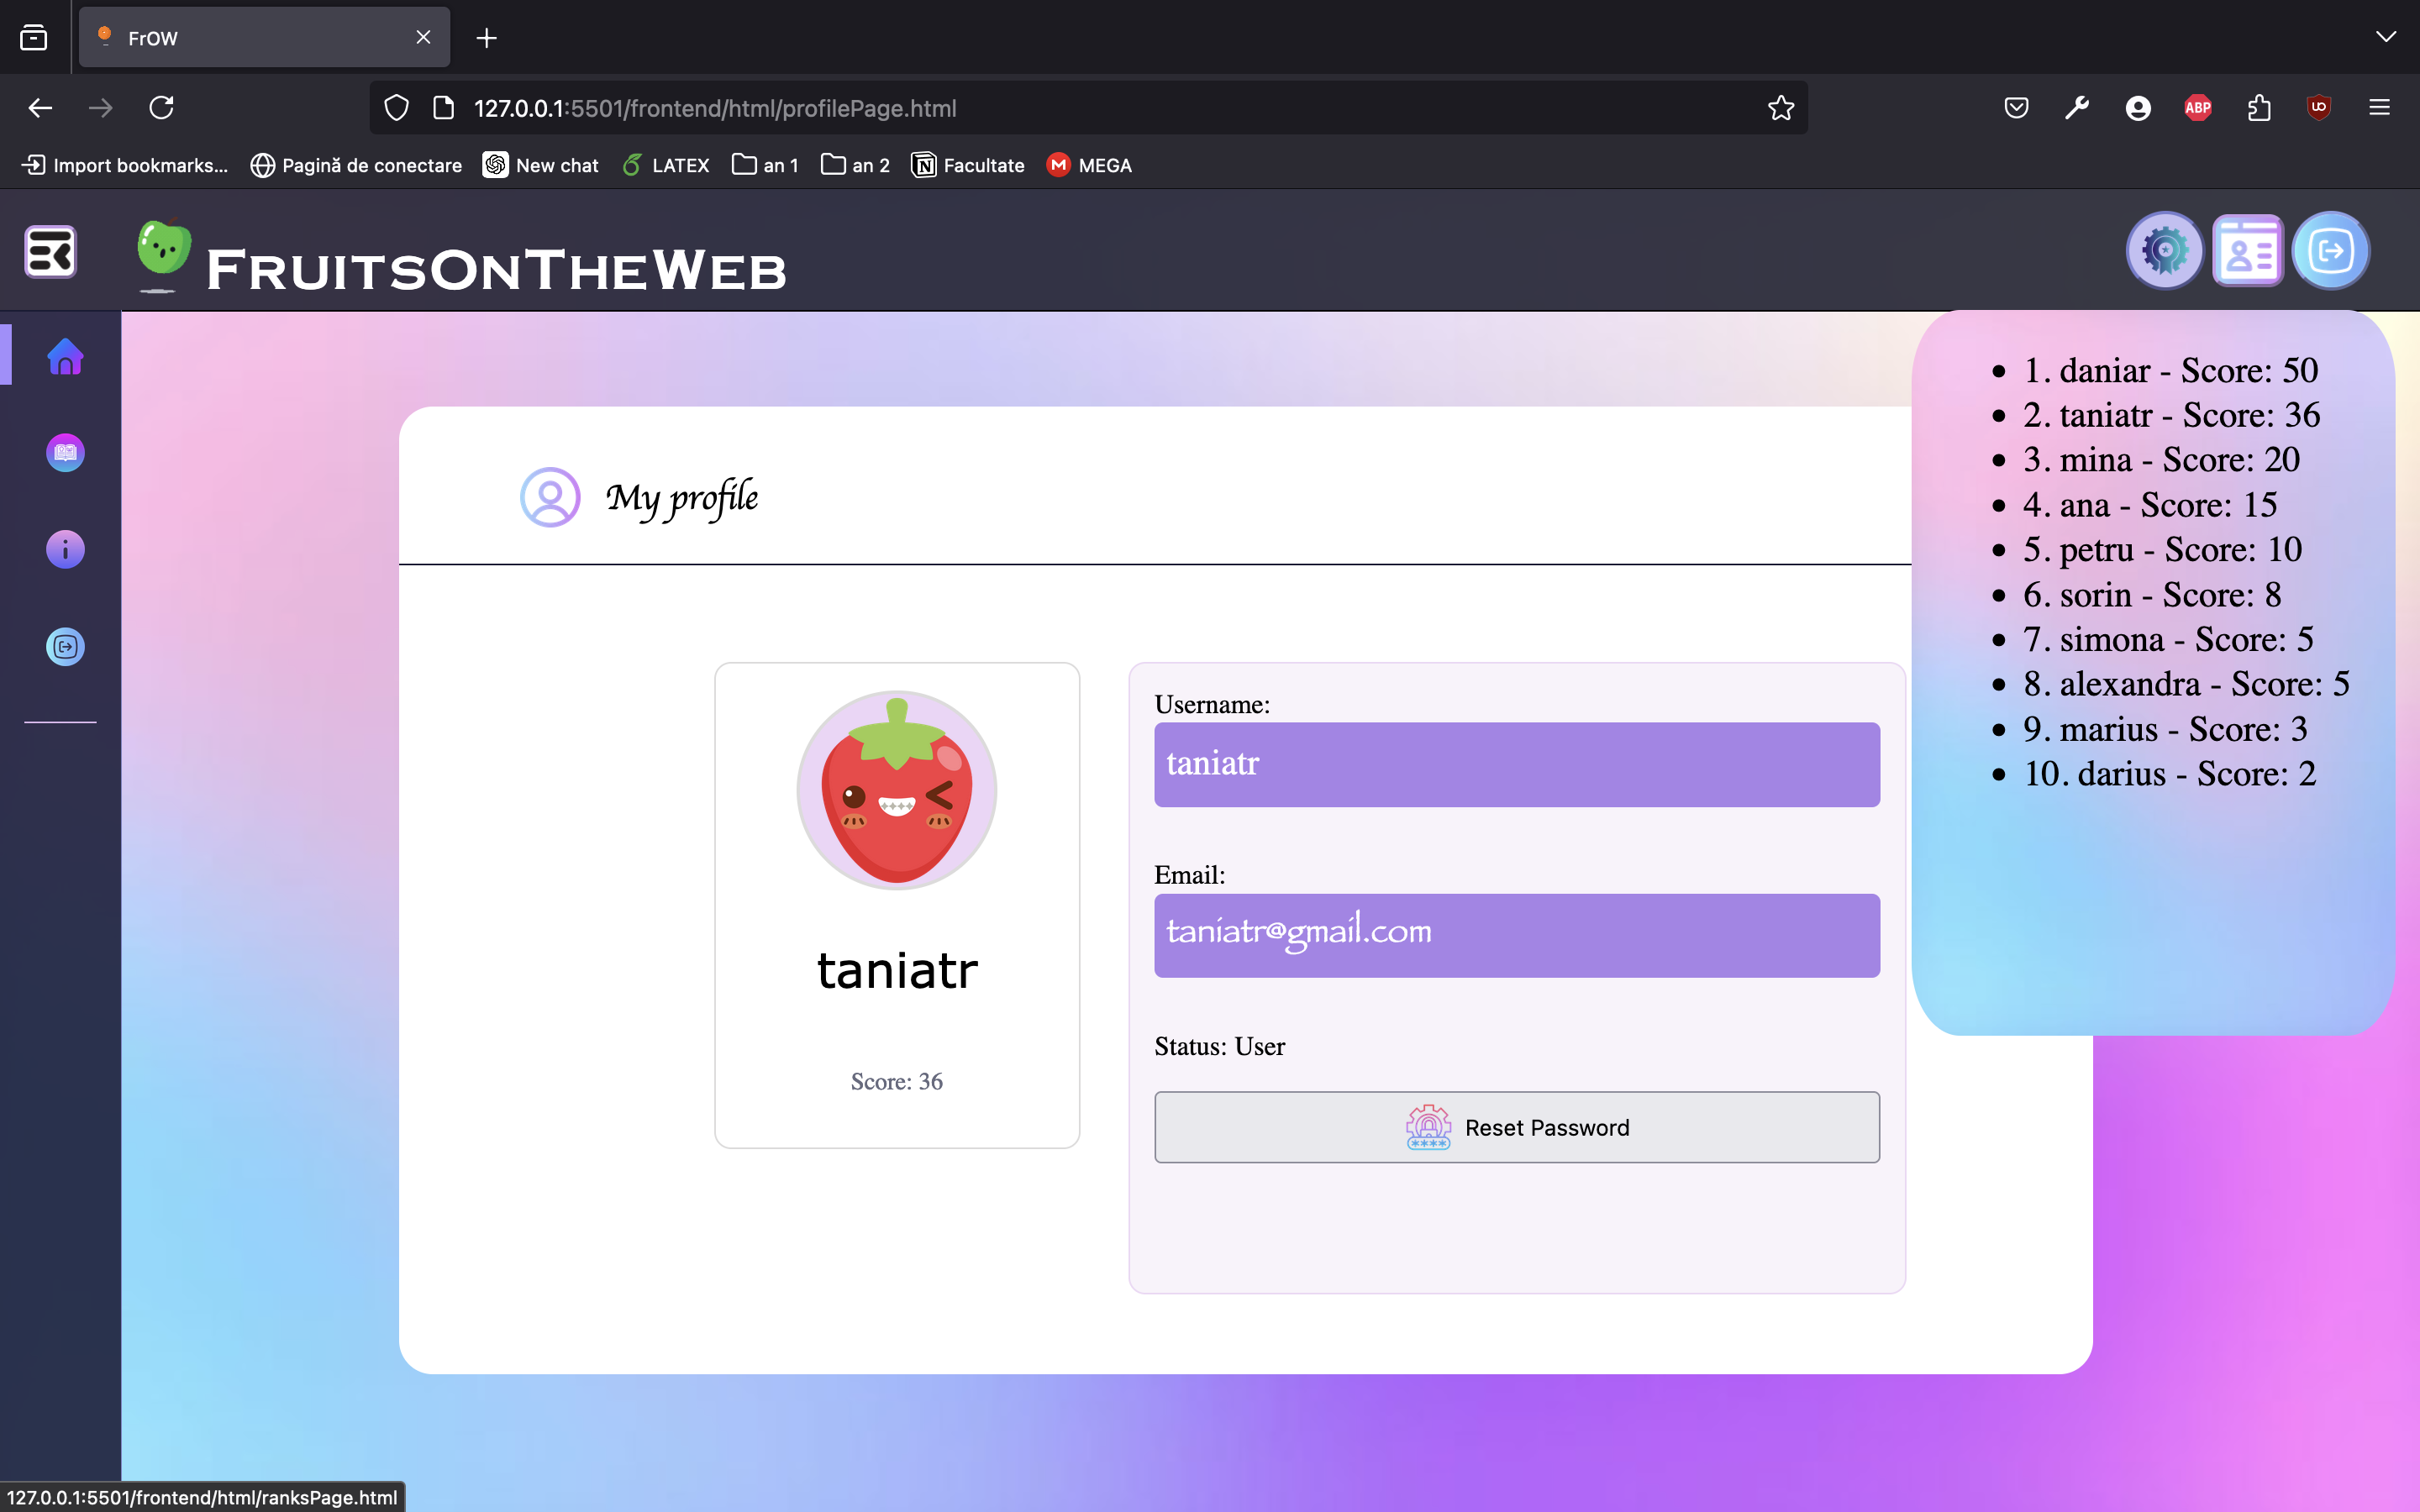 FrOW
127.0.0.1:5501/frontend/html/profilePage.html
ABP
Import bookmarks...
Pagină de conectare
New chat
LATEX
an 1
an 2
Facultate
MEGA
FRUITSONTHEWEB
My profile
taniatr
Score: 36
Username:
taniatr
Email:
taniatr@gmail.com
Status: User
Reset Password
1. daniar - Score: 50
2. taniatr - Score: 36
3. mina - Score: 20
4. ana - Score: 15
5. petru - Score: 10
6. sorin - Score: 8
7. simona - Score: 5
8. alexandra - Score: 5
9. marius - Score: 3
10. darius - Score: 2
127.0.0.1:5501/frontend/html/ranksPage.html